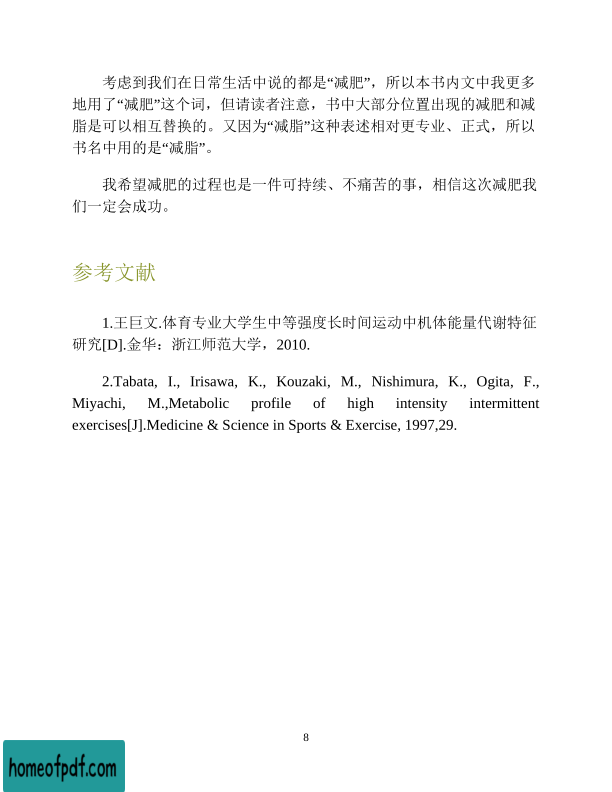 考虑到我们在日常生活中说的都是“减肥”，所以本书内文中我更多
地用了“减肥”这个词，但请读者注意，书中大部分位置出现的减肥和减
脂是可以相互替换的。又因为“减脂”这种表述相对更专业、正式，所以
书名中用的是“减脂”。
我希望减肥的过程也是一件可持续、不痛苦的事，相信这次减肥我
们一定会成功。
参考文献
1.王巨文.体育专业大学生中等强度长时间运动中机体能量代谢特征
研究[D].金华：浙江师范大学，2010.
2.Tabata, I., Irisawa, K., Kouzaki, M., Nishimura, K., Ogita, F.,
Miyachi, M.,Metabolic profile of high intensity intermittent
exercises[J].Medicine & Science in Sports & Exercise, 1997,29.
8
homeofpdf.com